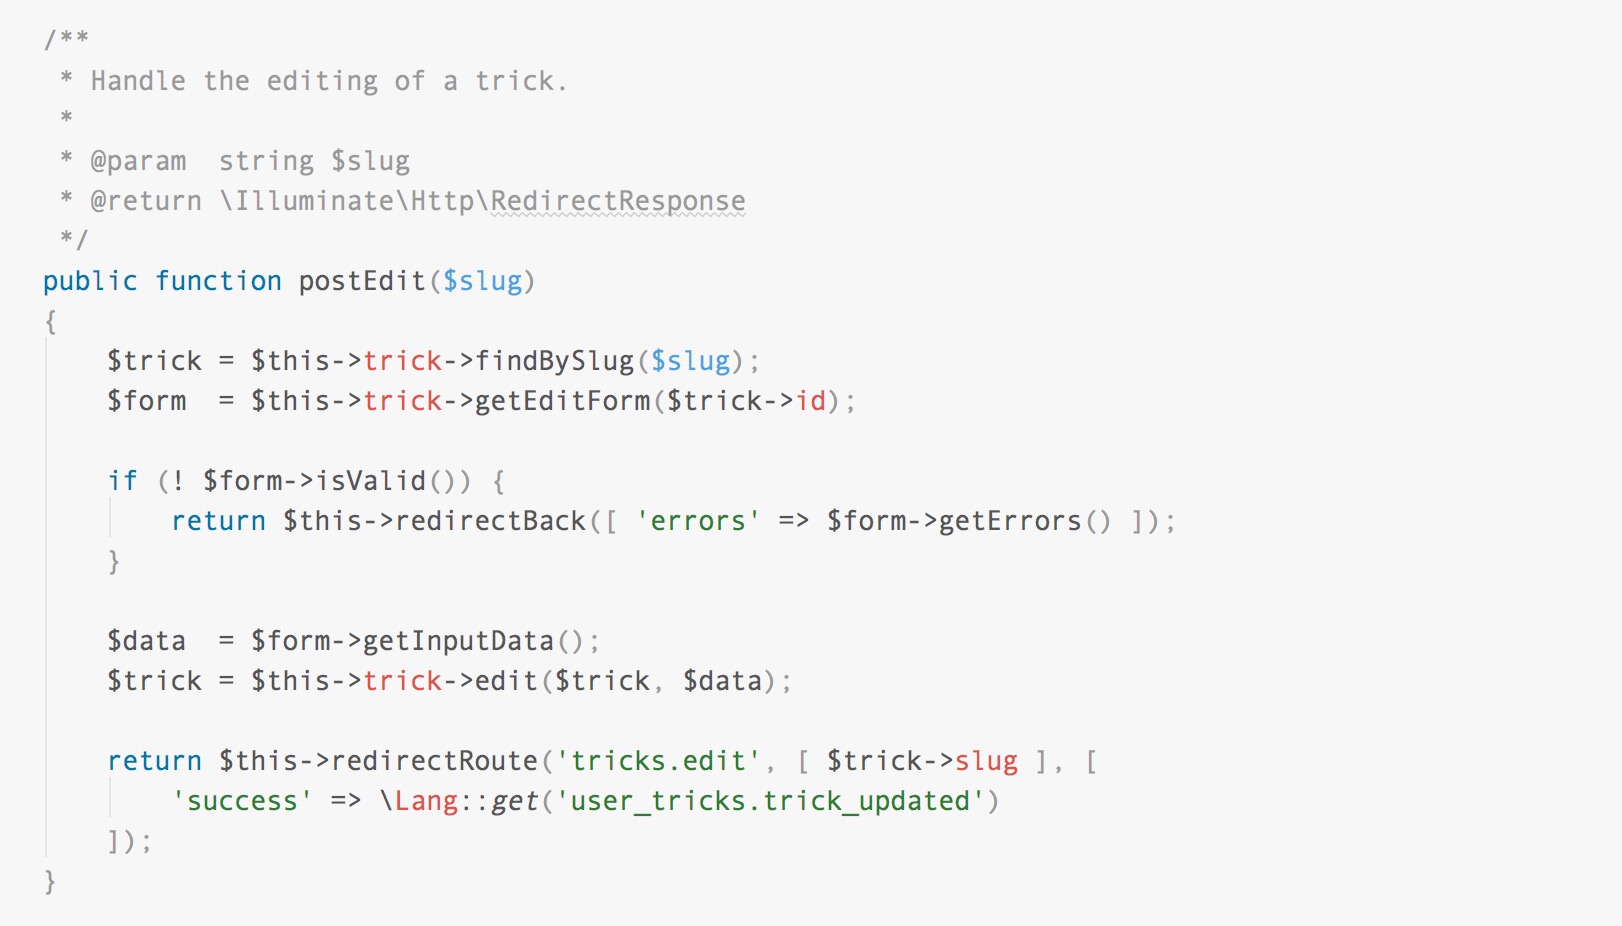 /**
 * Handle the editing of a trick.
 *
 * @param  string $slug
 * @return \Illuminate\Http\RedirectResponse
 */
public function postEdit($slug)
{
    $trick = $this->trick->findBySlug($slug);
    $form  = $this->trick->getEditForm($trick->id);

    if (! $form->isValid()) {
        return $this->redirectBack([ 'errors' => $form->getErrors() ]);
    }

    $data  = $form->getInputData();
    $trick = $this->trick->edit($trick, $data);

    return $this->redirectRoute('tricks.edit', [ $trick->slug ], [
        'success' => \Lang::get('user_tricks.trick_updated')
    ]);
}